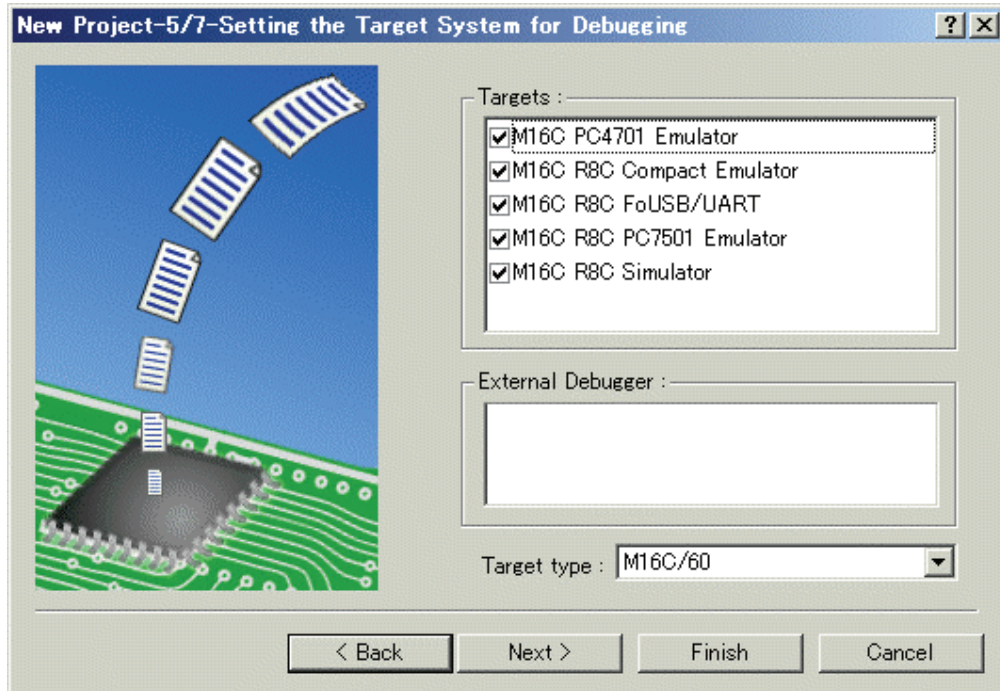 New Project-5/7-Setting the Target System for Debugging
Targets :
M16C PC4701 Emulator
M16C R8C Compact Emulator
M16C R8C FoUSB/UART
M16C R8C PC7501 Emulator
M16C R8C Simulator
External Debugger :
Target type : M16C/60
< Back Next > Finish Cancel